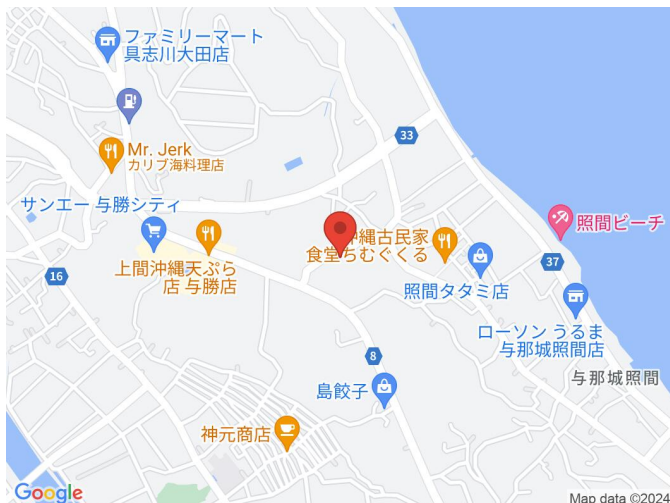 ファミリーマート
具志川大田店
Mr. Jerk
カリブ海料理店
33
サンエー 与勝シティ
照間ビーチ
沖縄古民家
食堂ちむぐくる
上間沖縄天ぷら
店 与勝店
37
16
照間タタミ店
ローソン うるま
与那城照間店
8
与那城照間
島餃子
神元商店
Google
Map data ©2024